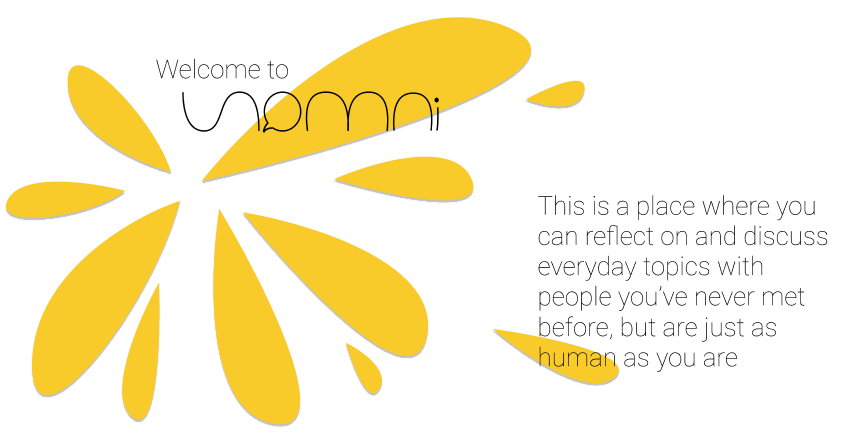 Welcome to
This is a place where you
can reflect on and discuss
everyday topics with
people you've never met
before, but are just as
human as you are